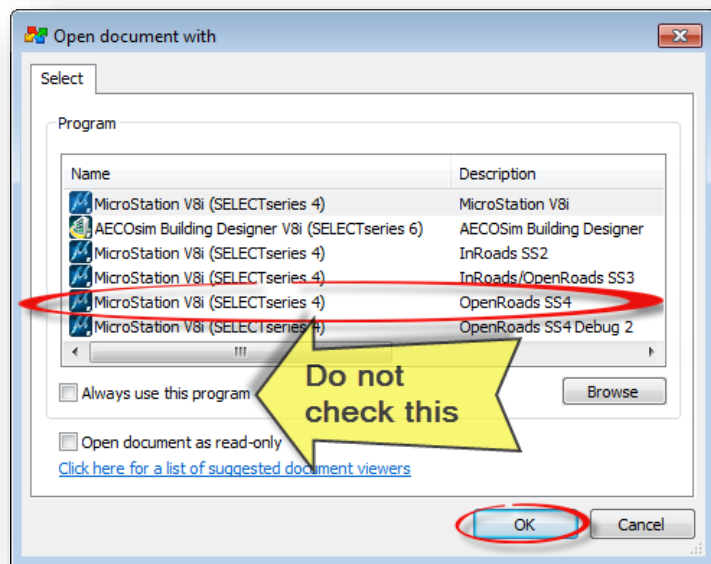 Open document with
Select
Program
Name Description
MicroStation V8i (SELECTseries 4) MicroStation V8i
AECOsim Building Designer V8i (SELECTseries 6) AECOsim Building Designer
MicroStation V8i (SELECTseries 4) InRoads SS2
MicroStation V8i (SELECTseries 4) InRoads/OpenRoads SS3
MicroStation V8i (SELECTseries 4) OpenRoads SS4
MicroStation V8i (SELECTseries 4) OpenRoads SS4 Debug 2
Do not
check this
Always use this program
Browse
Open document as read-only
Click here for a list of suggested document viewers
OK Cancel